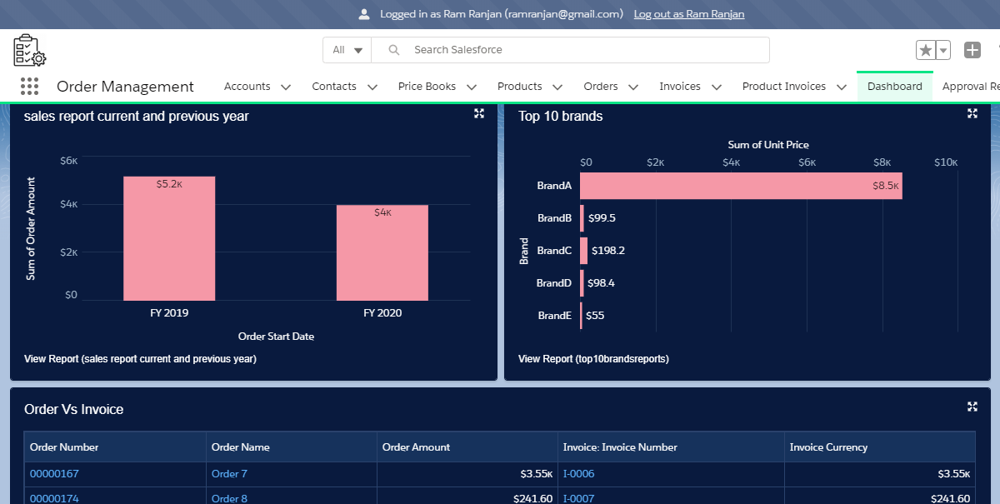 Logged in as Ram Ranjan (ramranjan@gmail.com) Log out as Ram Ranjan
All Search Salesforce
Order Management Accounts Contacts Price Books Products Orders Invoices Product Invoices Dashboard Approval Re
sales report current and previous year
$6K
$4K
$2K
$0
Sum of Order Amount
$5.2K
$4K
FY 2019 FY 2020
Order Start Date
View Report (sales report current and previous year)
Top 10 brands
Sum of Unit Price
$0 $2K $4K $6K $8K $10K
Brand
BrandA $8.5K
BrandB $99.5
BrandC $198.2
BrandD $98.4
BrandE $55
View Report (top10brandsreports)
Order Vs Invoice
Order Number Order Name Order Amount Invoice: Invoice Number Invoice Currency
00000167 Order 7 $3.55K I-0006 $3.55K
00000174 Order 8 $241.60 I-0007 $241.60